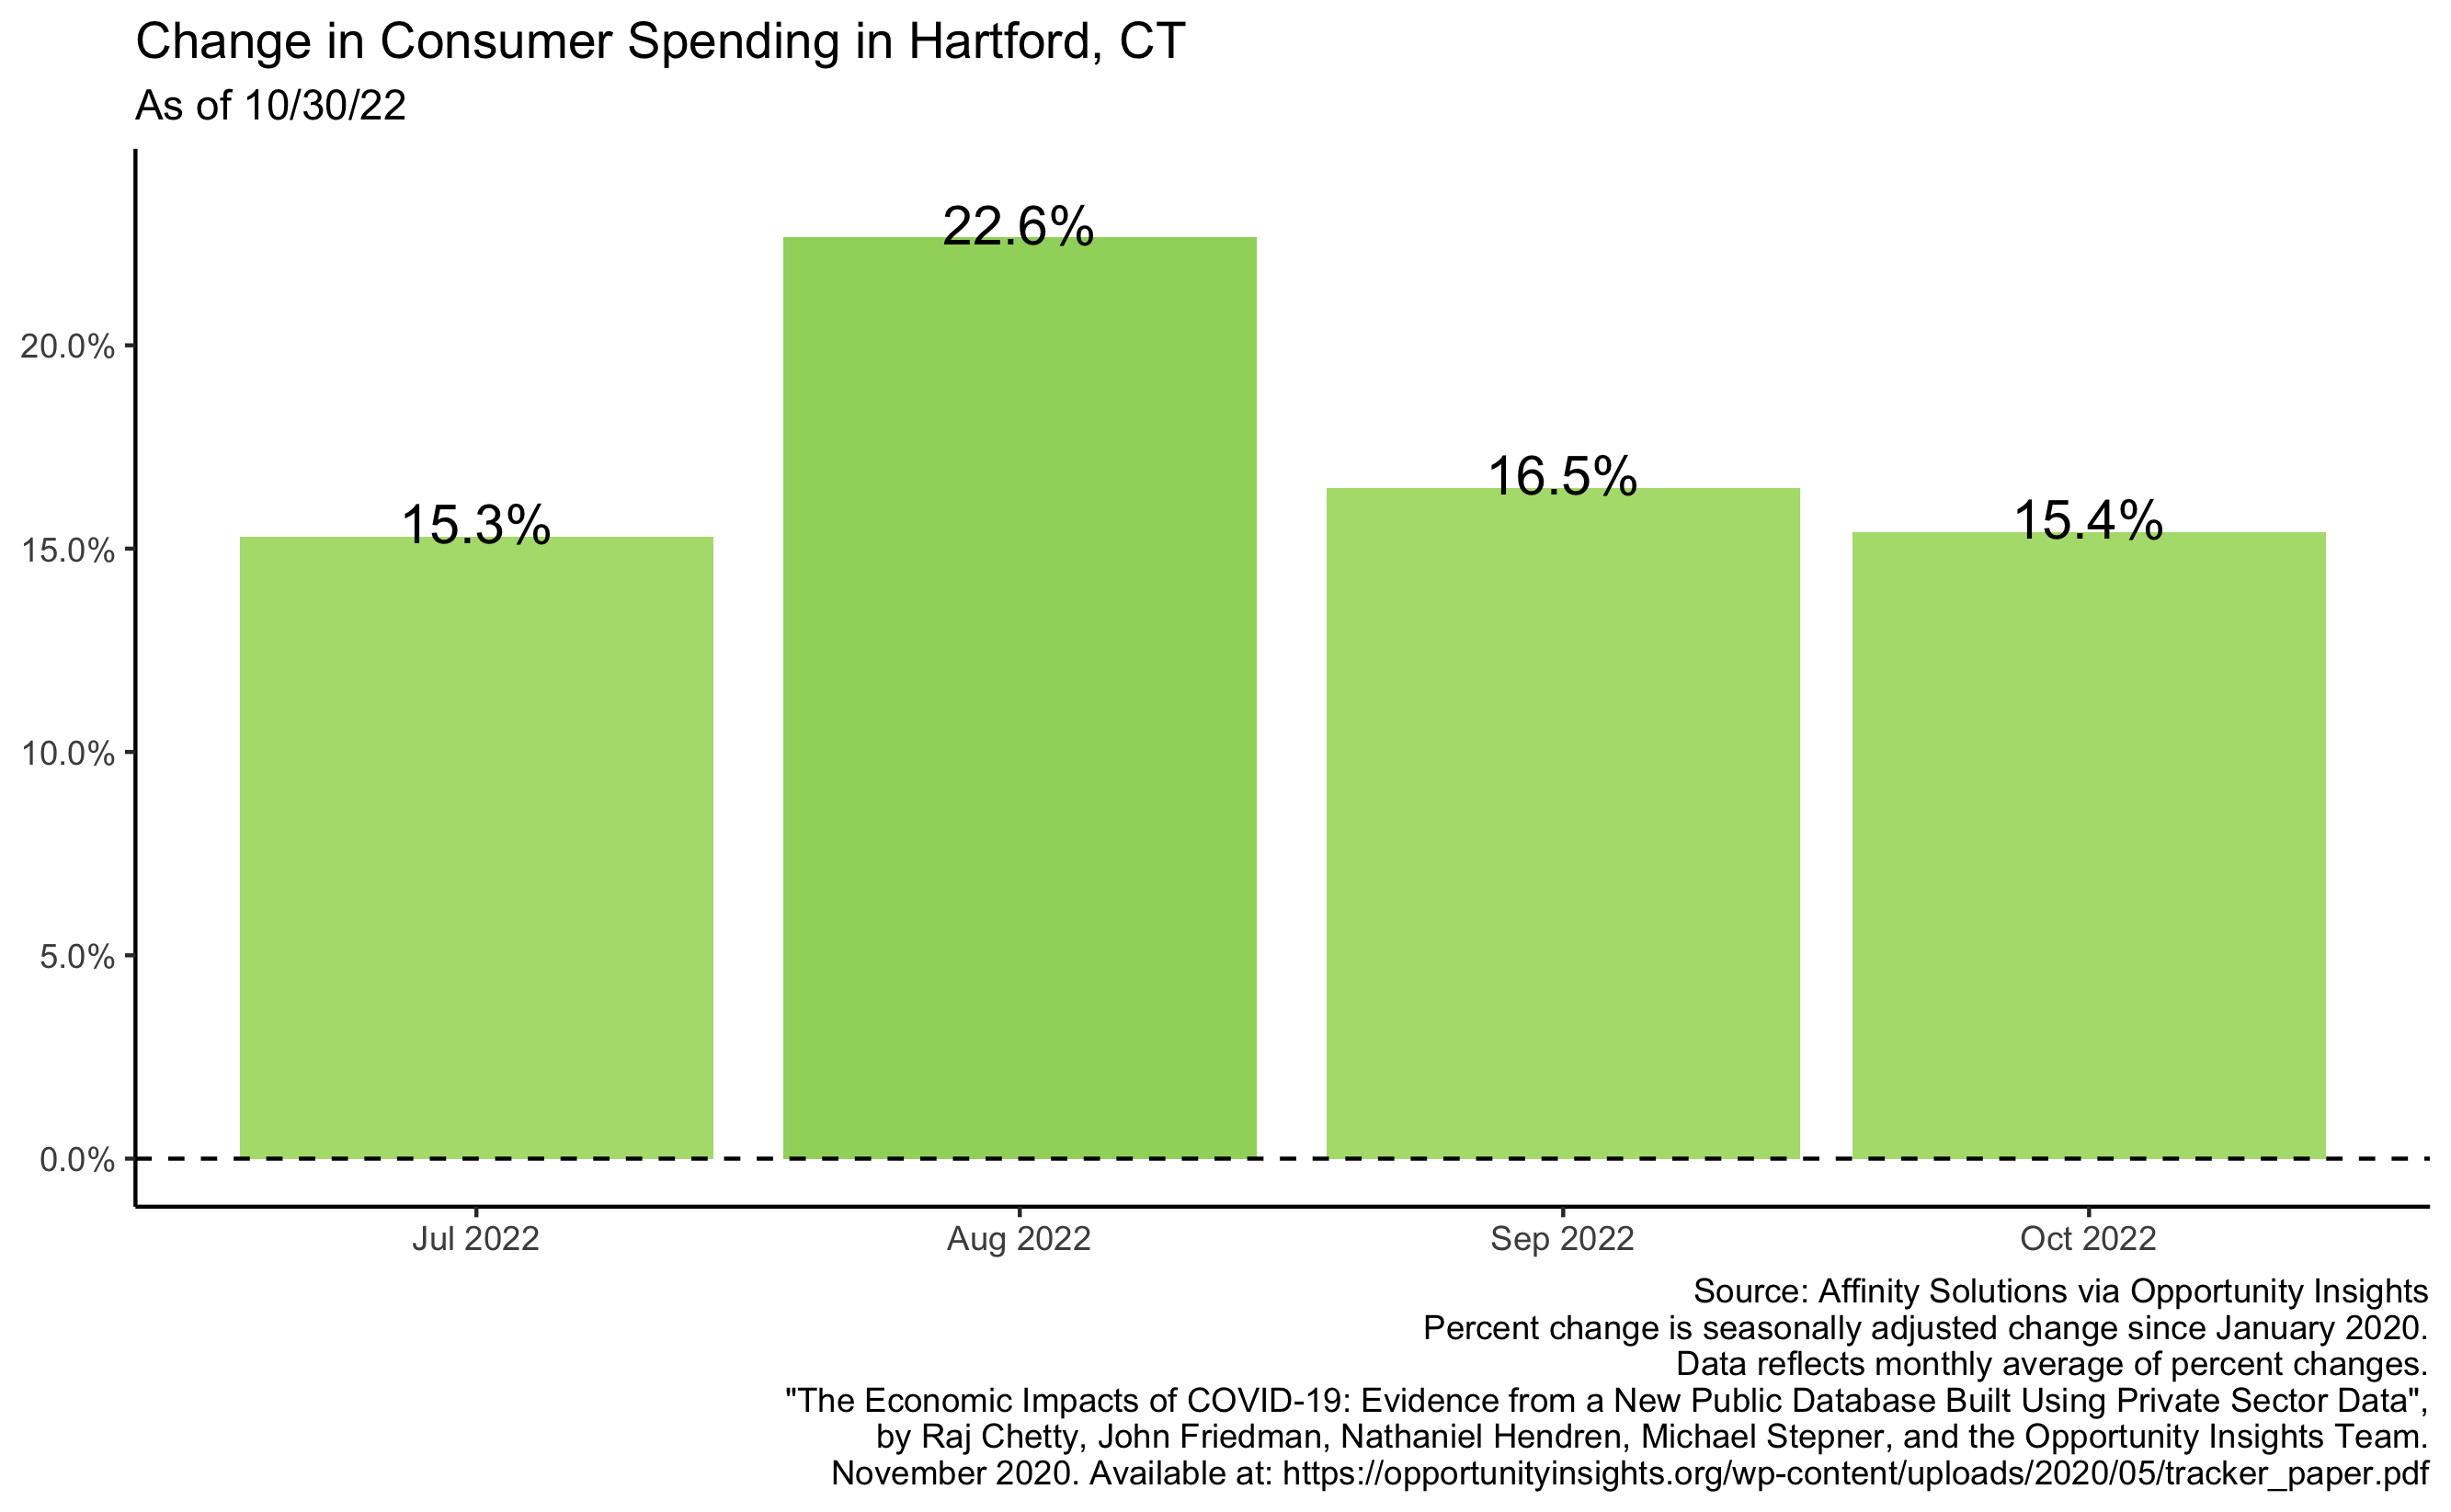 Change in Consumer Spending in Hartford, CT
As of 10/30/22
22.6%
20.0%
16.5%
15.3%
15.4%
15.0%
10.0%
5.0%
0.0%
Jul 2022 Aug 2022 Sep 2022 Oct 2022
Source: Affinity Solutions via Opportunity Insights
Percent change is seasonally adjusted change since January 2020.
Data reflects monthly average of percent changes.
"The Economic Impacts of COVID-19: Evidence from a New Public Database Built Using Private Sector Data",
by Raj Chetty, John Friedman, Nathaniel Hendren, Michael Stepner, and the Opportunity Insights Team.
November 2020. Available at: https://opportunityinsights.org/wp-content/uploads/2020/05/tracker_paper.pdf